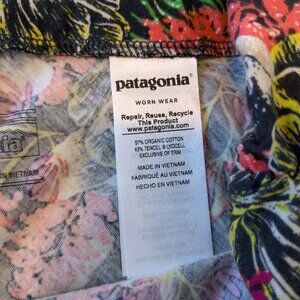 patagonia®
WORN WEAR
Repair, Reuse, Recycle
This Product
www.patagonia.com
57% ORGANIC COTTON
43% TENCEL® LYOCELL
EXCLUSIVE OF TRIM
MADE IN VIETNAM
FABRIQUÉ AU VIETNAM
HECHO EN VIETNAM
IN VIETNAM